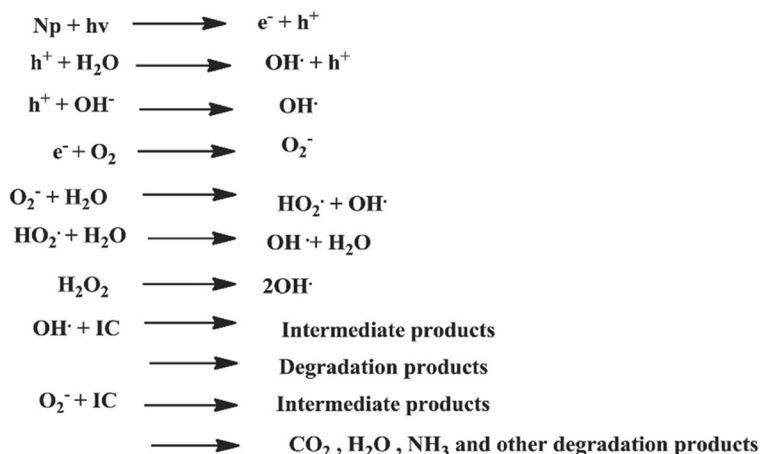 Np + hv ⟶ e⁻ + h⁺
h⁺ + H₂O ⟶ OH· + h⁺
h⁺ + OH⁻ ⟶ OH·
e⁻ + O₂ ⟶ O₂⁻
O₂⁻ + H₂O ⟶ HO₂· + OH·
HO₂· + H₂O ⟶ OH· + H₂O
H₂O₂ ⟶ 2OH·
OH· + IC ⟶ Intermediate products
⟶ Degradation products
O₂⁻ + IC ⟶ Intermediate products
⟶ CO₂ , H₂O , NH₃ and other degradation products